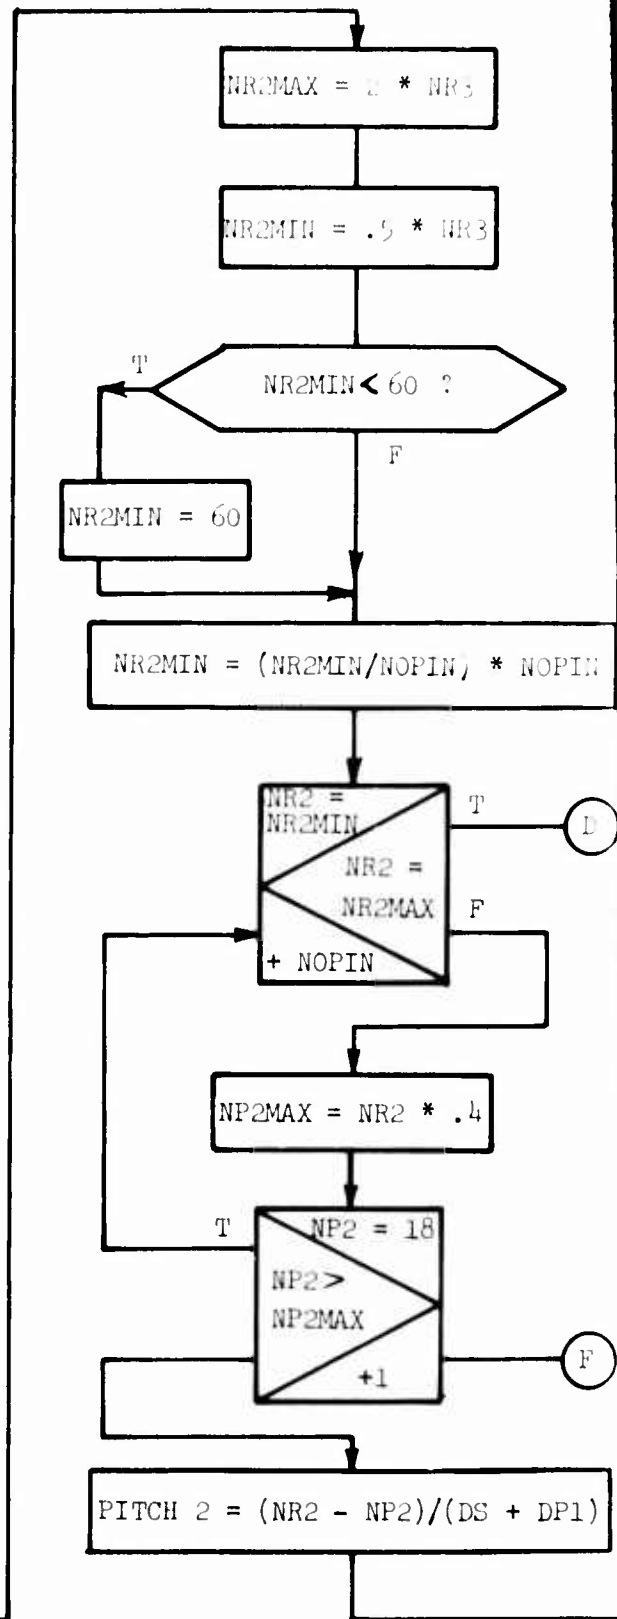 NR2MAX = 2 * NR3
NR2MIN = .5 * NR3
T
NR2MIN < 60 ?
F
NR2MIN = 60
NR2MIN = (NR2MIN/NOPIN) * NOPIN
NR2 =
NR2MIN
T
D
NR2 =
NR2MAX
F
+ NOPIN
NP2MAX = NR2 * .4
T
NP2 = 18
NP2 >
NP2MAX
F
+1
PITCH 2 = (NR2 - NP2)/(DS + DP1)